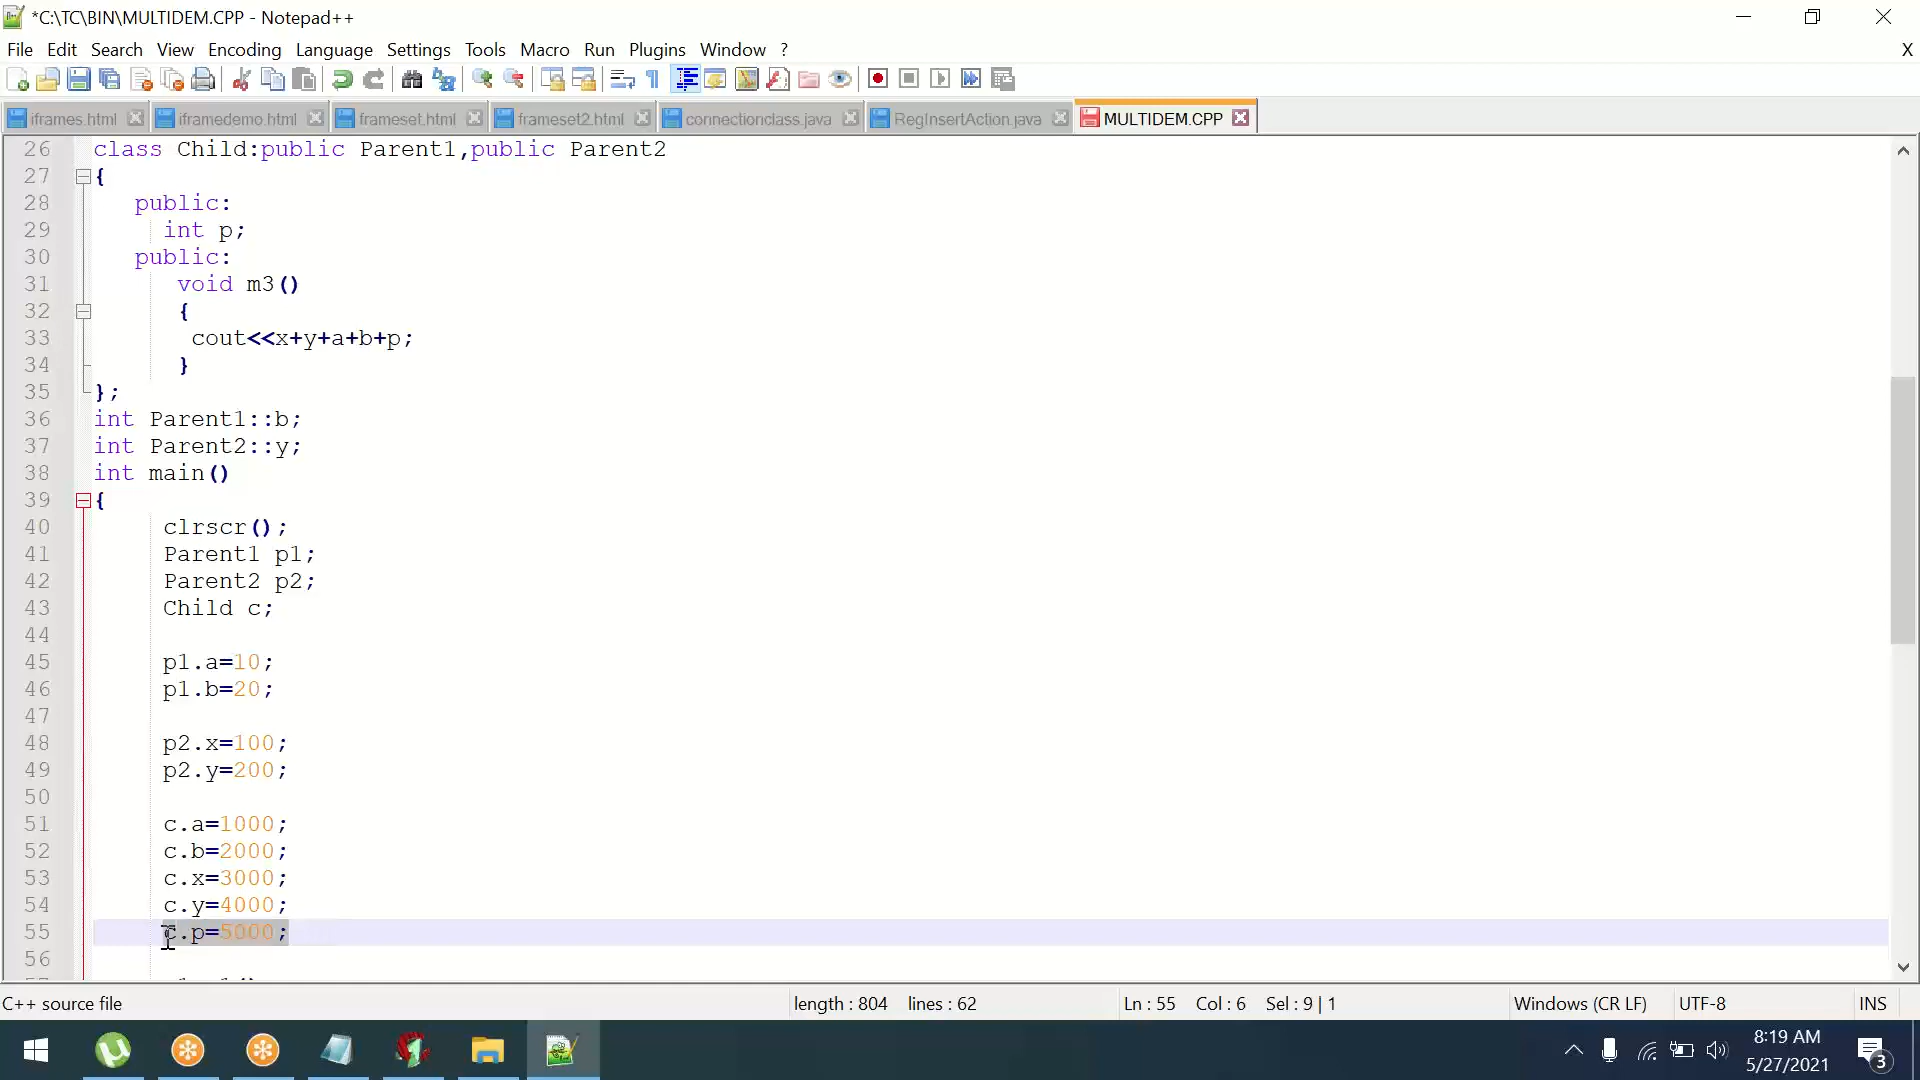 *C:\TC\BIN\MULTIDEM.CPP - Notepad++
File Edit Search View Encoding Language Settings Tools Macro Run Plugins Window ? X
iframes.html iframedemo.html frameset.html frameset2.html connectionclass.java RegInsertAction.java MULTIDEM.CPP
26 class Child:public Parent1,public Parent2
27 {
28 public:
29 int p;
30 public:
31 void m3()
32 {
33 cout<<x+y+a+b+p;
34 }
35 };
36 int Parent1::b;
37 int Parent2::y;
38 int main()
39 {
40 clrscr();
41 Parent1 p1;
42 Parent2 p2;
43 Child c;
44
45 p1.a=10;
46 p1.b=20;
47
48 p2.x=100;
49 p2.y=200;
50
51 c.a=1000;
52 c.b=2000;
53 c.x=3000;
54 c.y=4000;
55 c.p=5000;
56
C++ source file length : 804 lines : 62 Ln : 55 Col : 6 Sel : 9 | 1 Windows (CR LF) UTF-8 INS
8:19 AM
5/27/2021
3